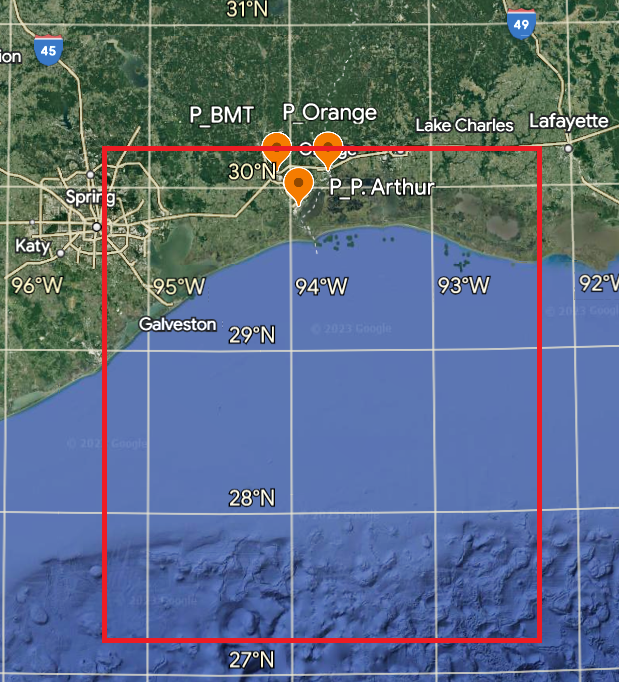 31°N
45
49
ion
P_BMT
P_Orange
Lake Charles
Lafayette
30°N
P_P. Arthur
Spring
Katy
96°W
95°W
94°W
93°W
92°W
Galveston
29°N
© 2023 Google
© 2023 Google
© 2023 Google
28°N
27°N